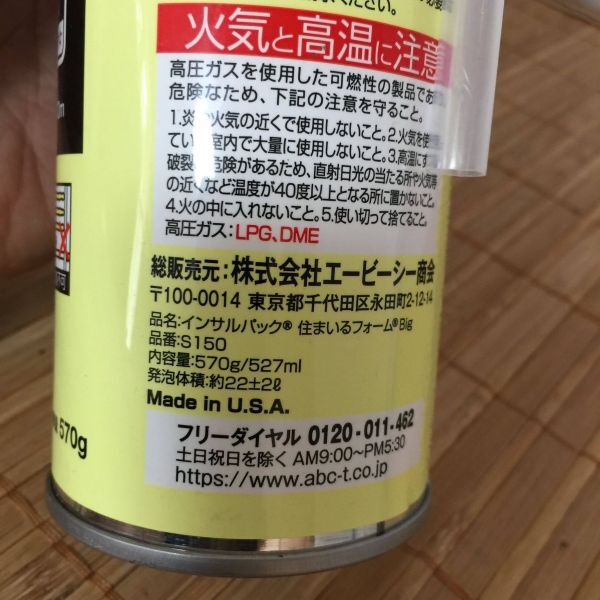 ください。
火気と高温に注意
高圧ガスを使用した可燃性の製品であ
危険なため、下記の注意を守ること。
火気の近くで使用しないこと。2.火気を使
室内で大量に使用しないこと。3.高温にす
破裂 危険があるため、直射日光の当たる所や火気等
の近くなど温度が40度以上となる所に置かないこと。
4.火の中に入れないこと。5.使い切って捨てること。
高圧ガス:LPG、DME
総販売元:株式会社エービーシー商会
〒100-0014 東京都千代田区永田町2-12-14
品名:インサルパック® 住まいるフォーム®Big
品番:S150
内容量:570g/527ml
発泡体積:約22±2ℓ
Made in U.S.A.
570g
フリーダイヤル 0120-011-462
土日祝日を除く AM9:00~PM5:30
https://www.abc-t.co.jp